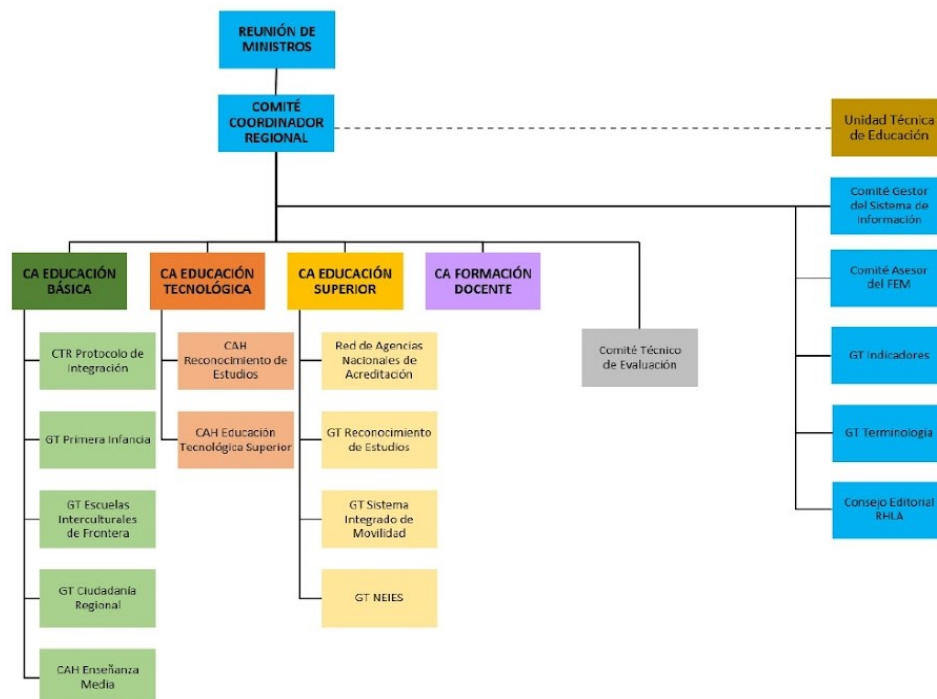 REUNIÓN DE
MINISTROS
COMITÉ
COORDINADOR
REGIONAL
Unidad Técnica
de Educación
Comité Gestor
del Sistema de
Información
Comité Asesor
del FEM
GT Indicadores
GT Terminologia
Consejo Editorial
RHLA
CA EDUCACIÓN
BÁSICA
CTR Protocolo de
Integración
GT Primera Infancia
GT Escuelas
Interculturales
de Frontera
GT Ciudadanía
Regional
CAH Enseñanza
Media
CA EDUCACIÓN
TECNOLÓGICA
CAH
Reconocimiento de
Estudios
CAH Educación
Tecnológica Superior
CA EDUCACIÓN
SUPERIOR
Red de Agencias
Nacionales de
Acreditación
GT Reconocimiento
de Estudios
GT Sistema
Integrado de
Movilidad
GT NEIES
CA FORMACIÓN
DOCENTE
Comité Técnico
de Evaluación